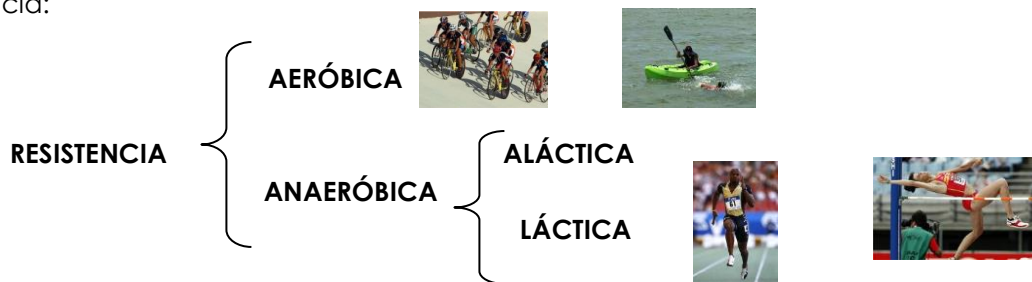 cia:
AERÓBICA
RESISTENCIA
ALÁCTICA
ANAERÓBICA
LÁCTICA